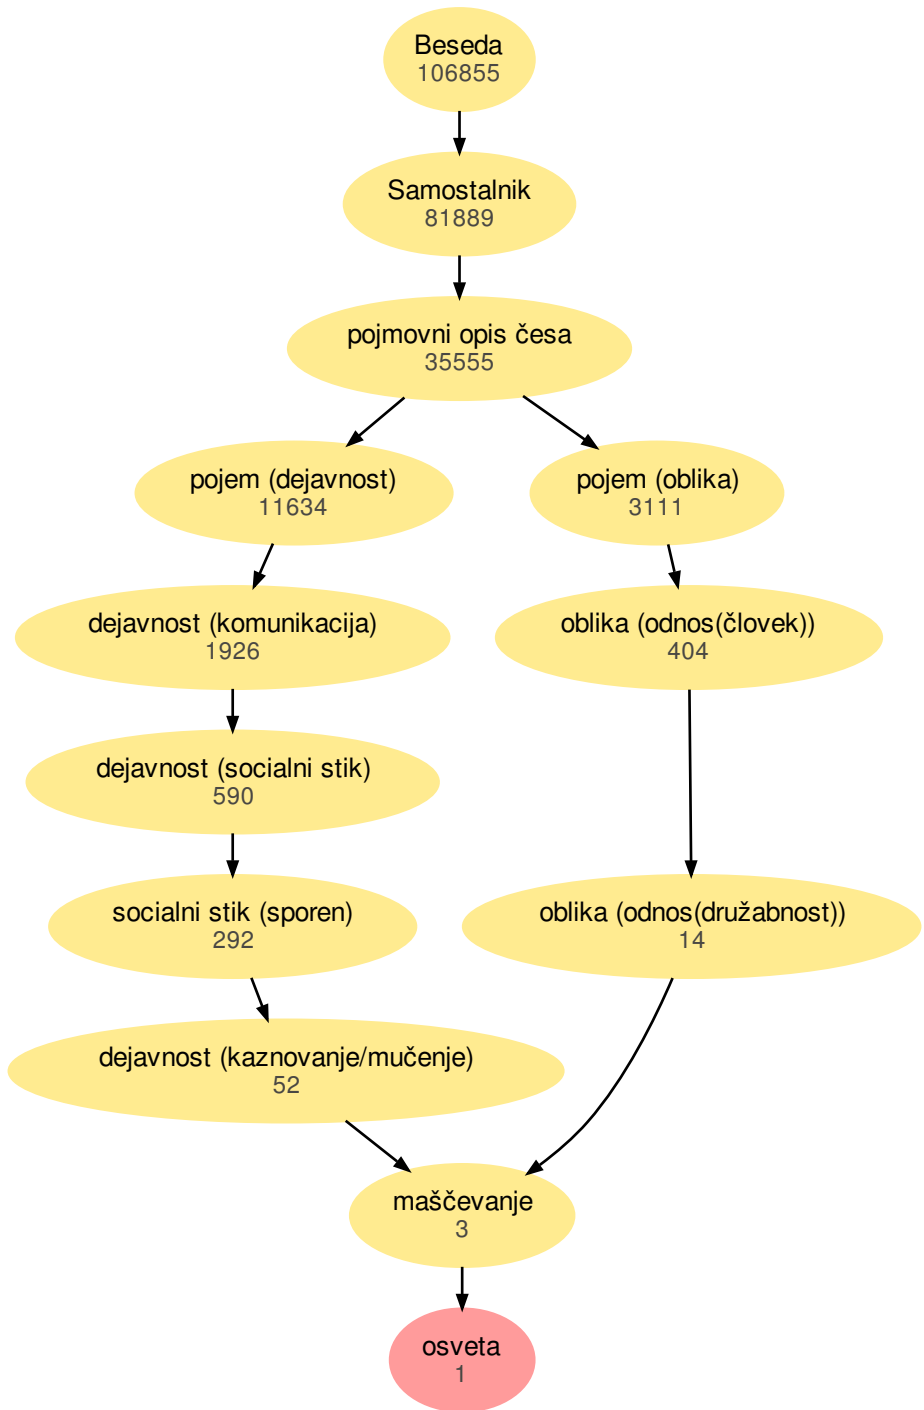 Beseda
106855
Samostalnik
81889
pojmovni opis česa
35555
pojem (dejavnost)
11634
pojem (oblika)
3111
dejavnost (komunikacija)
1926
oblika (odnos(človek))
404
dejavnost (socialni stik)
590
socialni stik (sporen)
292
oblika (odnos(družabnost))
14
dejavnost (kaznovanje/mučenje)
52
maščevanje
3
osveta
1